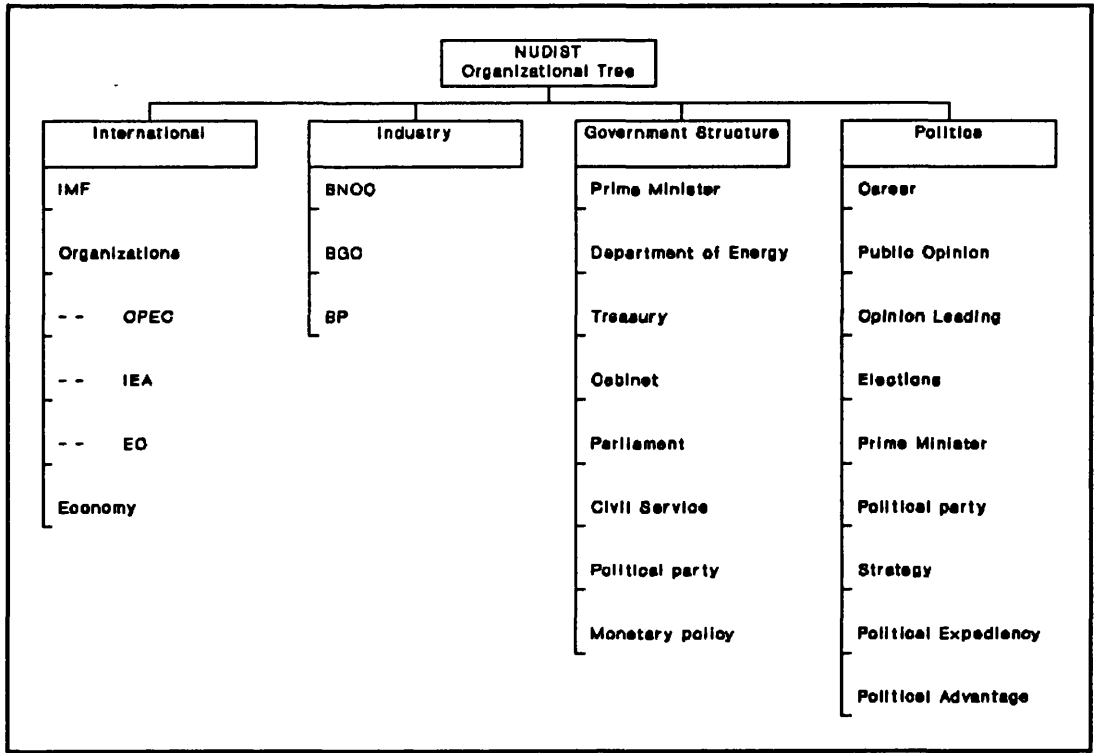 NUDIST
Organizational Tree
International
IMF
Organizations
-- OPEC
-- IEA
-- EC
Economy
Industry
BNOC
BGC
BP
Government Structure
Prime Minister
Department of Energy
Treasury
Cabinet
Parliament
Civil Service
Political party
Monetary policy
Politics
Career
Public Opinion
Opinion Leading
Elections
Prime Minister
Political party
Strategy
Political Expediency
Political Advantage